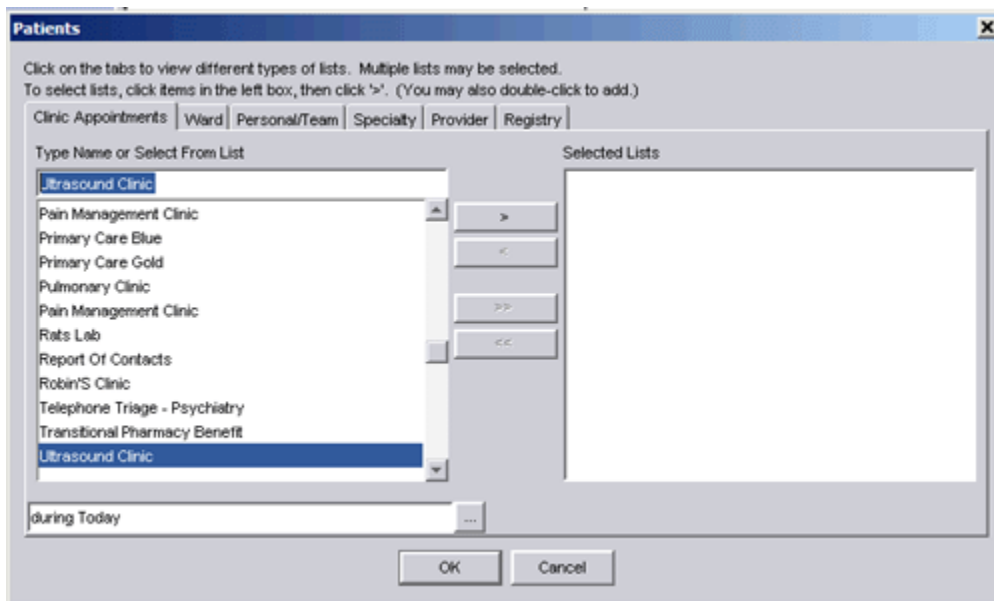 Patients
Click on the tabs to view different types of lists. Multiple lists may be selected.
To select lists, click items in the left box, then click '>'. (You may also double-click to add.)
Clinic Appointments Ward Personal/Team Specialty Provider Registry
Type Name or Select From List
Selected Lists
Ultrasound Clinic
Pain Management Clinic
>
Primary Care Blue
<
Primary Care Gold
Pulmonary Clinic
Pain Management Clinic
>>
Rats Lab
<<
Report Of Contacts
Robin'S Clinic
Telephone Triage - Psychiatry
Transitional Pharmacy Benefit
Ultrasound Clinic
during Today
...
OK
Cancel